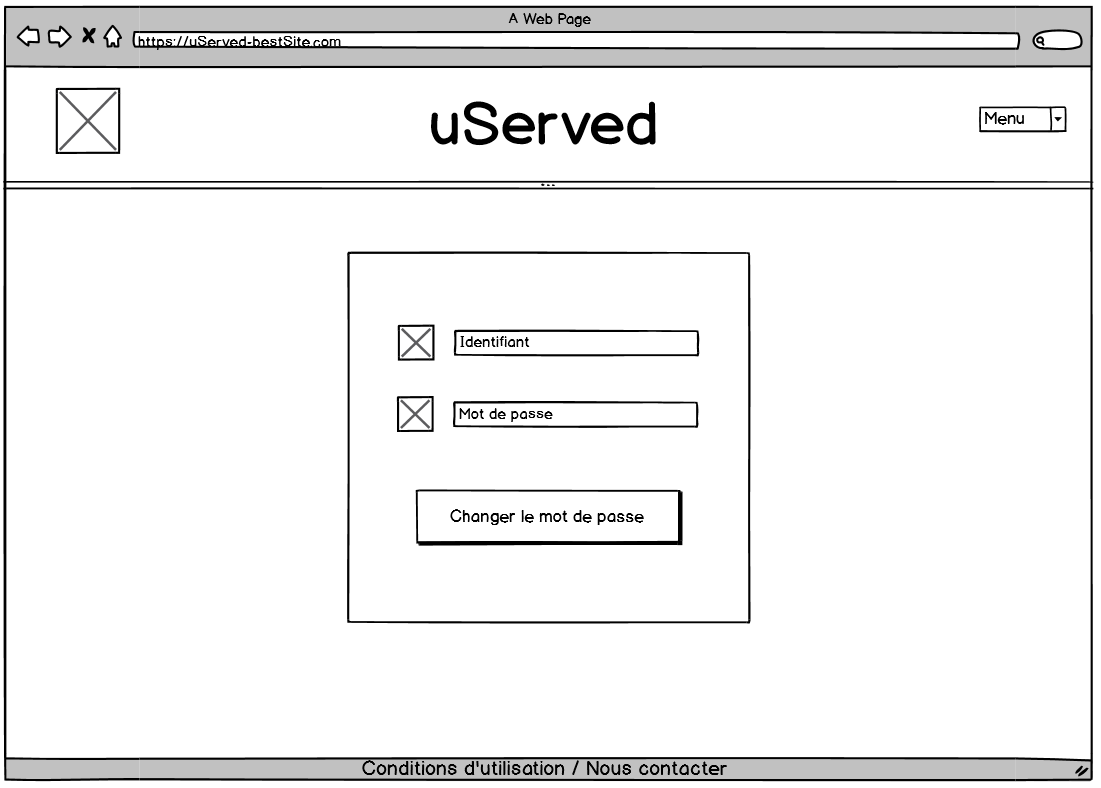 A Web Page
https://uServed-bestSite.com
uServed
Menu
Identifiant
Mot de passe
Changer le mot de passe
Conditions d'utilisation / Nous contacter